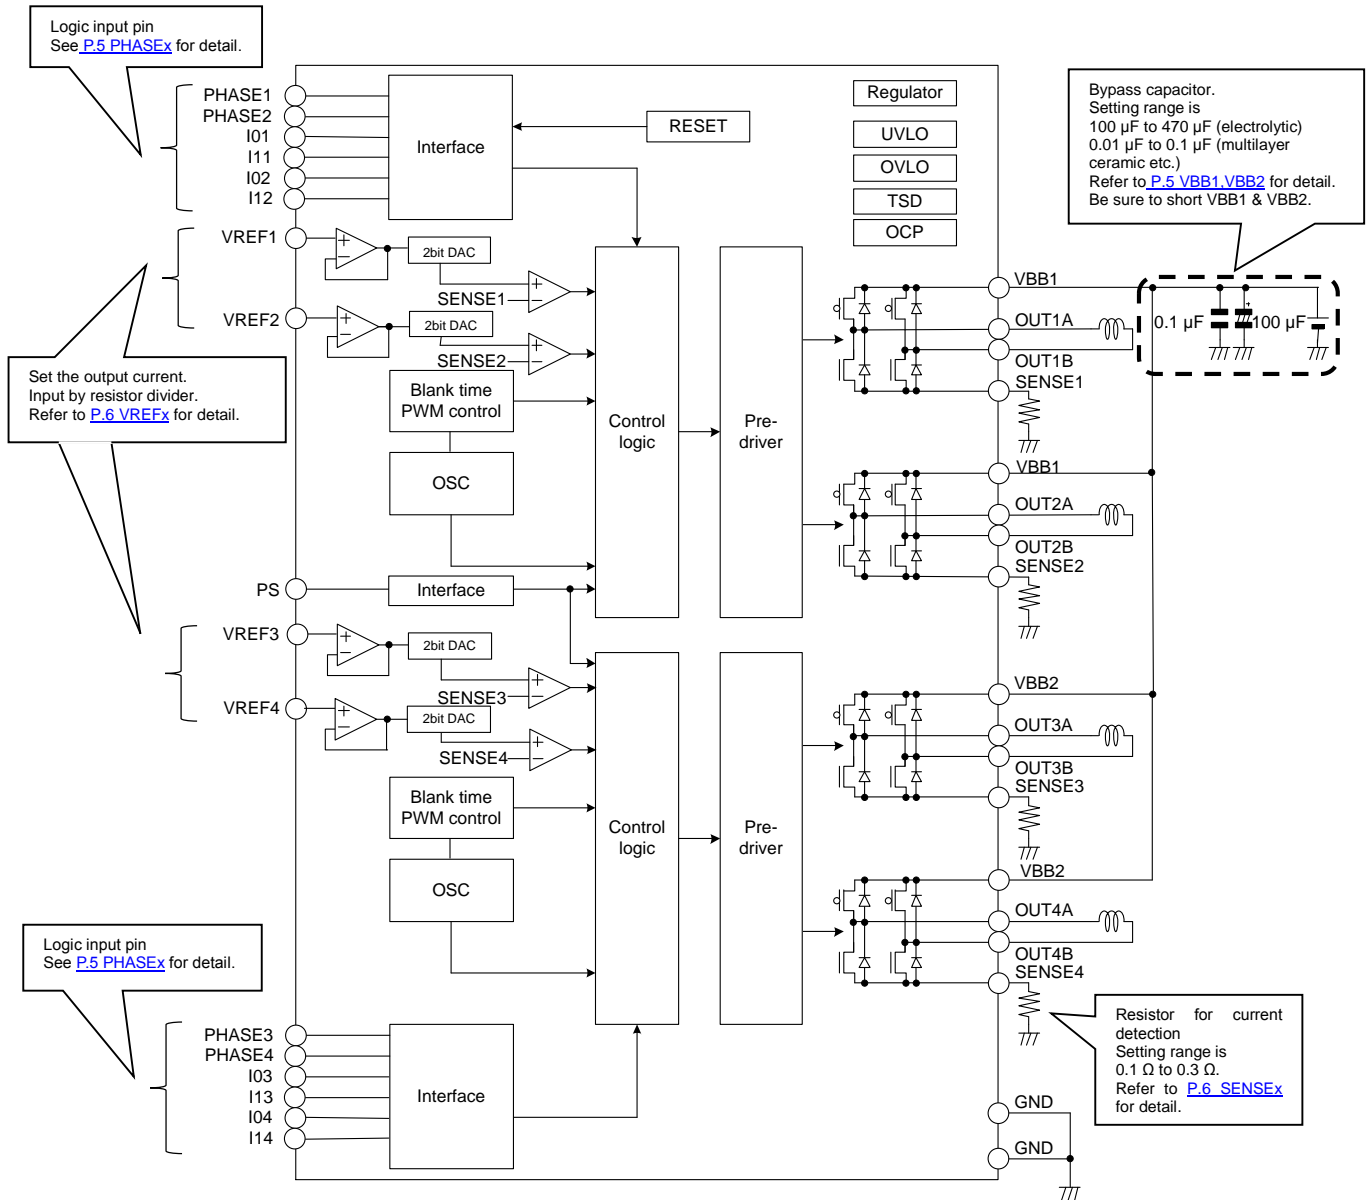 Logic input pin
See P.5 PHASEx for detail.
PHASE1
PHASE2
I01
I11
I02
I12
Interface
RESET
Regulator
UVLO
OVLO
TSD
OCP
Bypass capacitor.
Setting range is
100 µF to 470 µF (electrolytic)
0.01 µF to 0.1 µF (multilayer
ceramic etc.)
Refer to P.5 VBB1,VBB2 for detail.
Be sure to short VBB1 & VBB2.
VREF1
+
−
2bit DAC
SENSE1
+
−
VREF2
+
−
2bit DAC
SENSE2
+
−
Set the output current.
Input by resistor divider.
Refer to P.6 VREFx for detail.
Blank time
PWM control
OSC
Control
logic
Pre-
driver
VBB1
OUT1A
OUT1B
SENSE1
0.1 µF
+
100 µF
VBB1
OUT2A
OUT2B
SENSE2
PS
Interface
VREF3
+
−
2bit DAC
SENSE3
+
−
VREF4
+
−
2bit DAC
SENSE4
+
−
Blank time
PWM control
OSC
Control
logic
Pre-
driver
VBB2
OUT3A
OUT3B
SENSE3
VBB2
OUT4A
OUT4B
SENSE4
Logic input pin
See P.5 PHASEx for detail.
PHASE3
PHASE4
I03
I13
I04
I14
Interface
Resistor for current
detection
Setting range is
0.1 Ω to 0.3 Ω.
Refer to P.6 SENSEx
for detail.
GND
GND